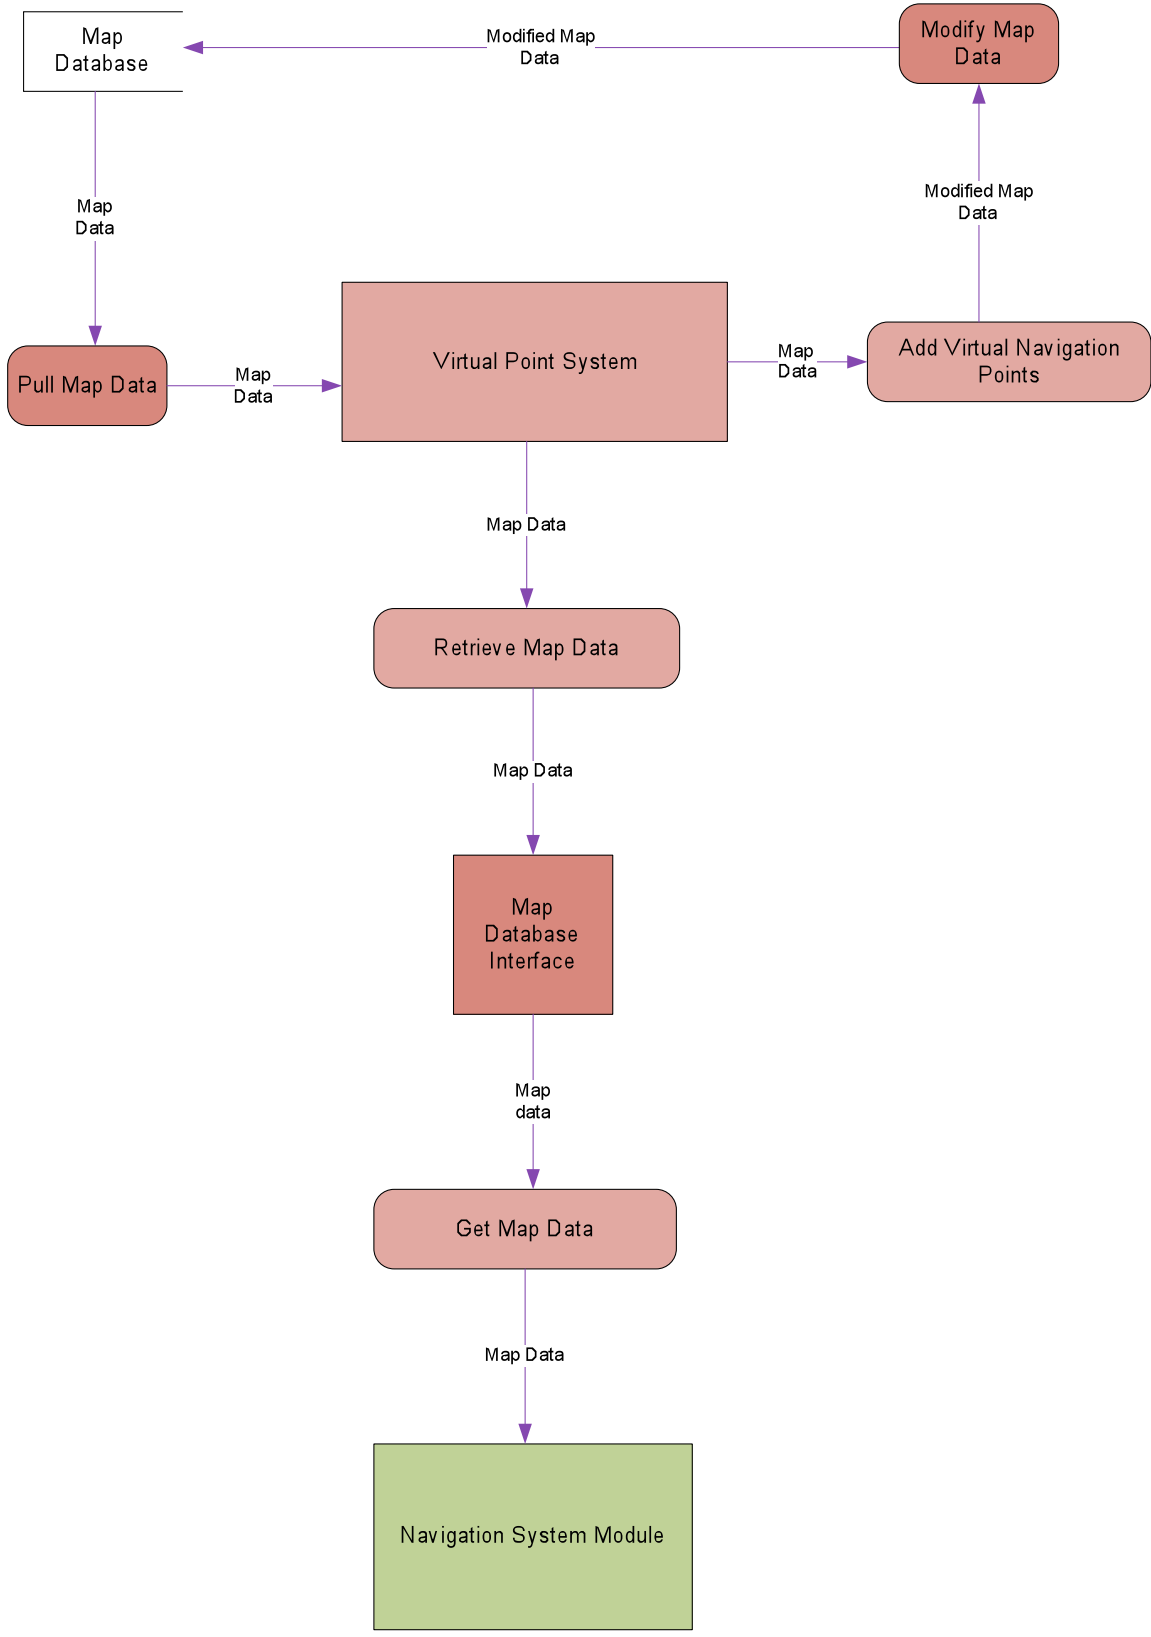 Map
Database
Modified Map
Data
Modify Map
Data
Map
Data
Modified Map
Data
Pull Map Data
Map
Data
Virtual Point System
Map
Data
Add Virtual Navigation
Points
Map Data
Retrieve Map Data
Map Data
Map
Database
Interface
Map
data
Get Map Data
Map Data
Navigation System Module